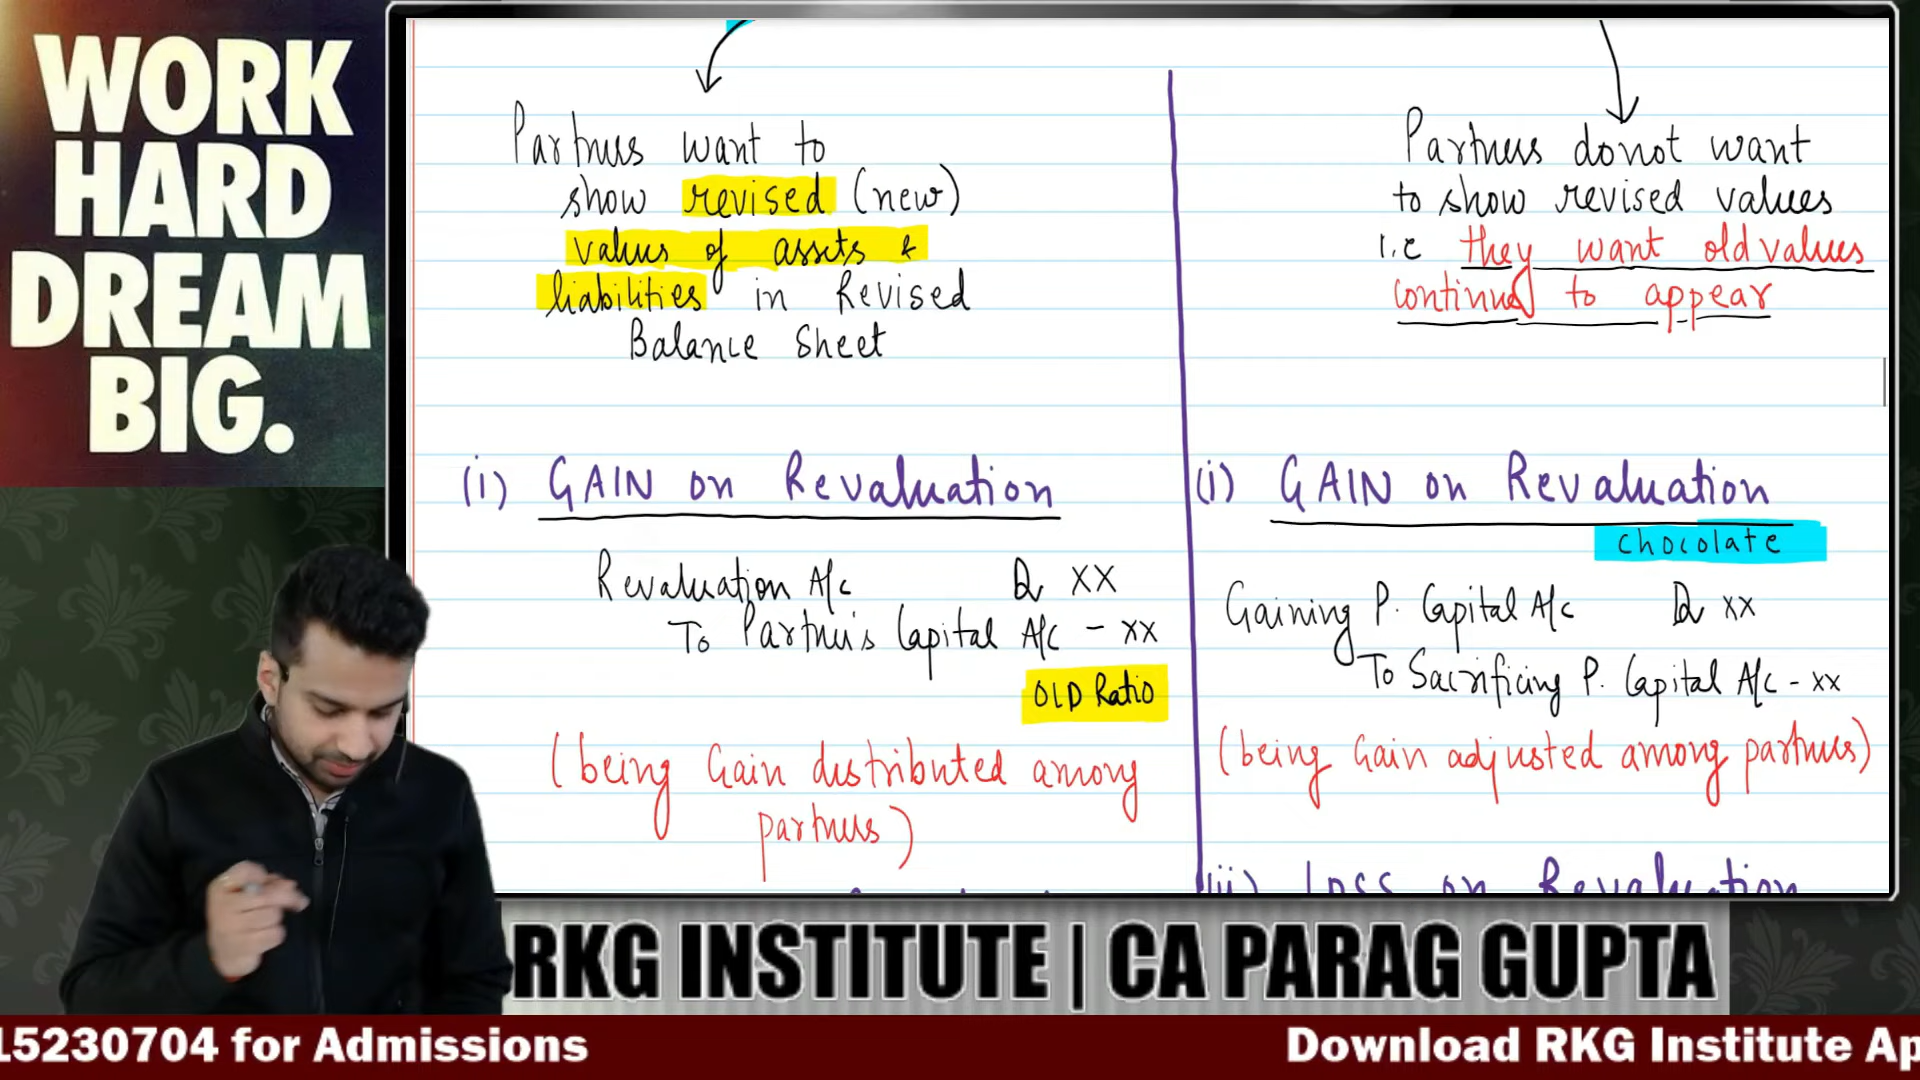 WORK
HARD
DREAM
BIG.
Partners want to
show revised (new)
values of assets &
liabilities in Revised
Balance Sheet
Partners donot want
to show revised values
i.e they want old values
continued to appear
(i) GAIN on Revaluation
Revaluation A/c Dr XX
To Partner's Capital A/c - xx
OLD Ratio
(being Gain distributed among
partners)
(i) GAIN on Revaluation
chocolate
Gaining P. Capital A/c Dr xx
To Sacrificing P. Capital A/c - xx
(being Gain adjusted among partners)
(ii) Loss on Revaluation
RKG INSTITUTE | CA PARAG GUPTA
15230704 for Admissions
Download RKG Institute Ap